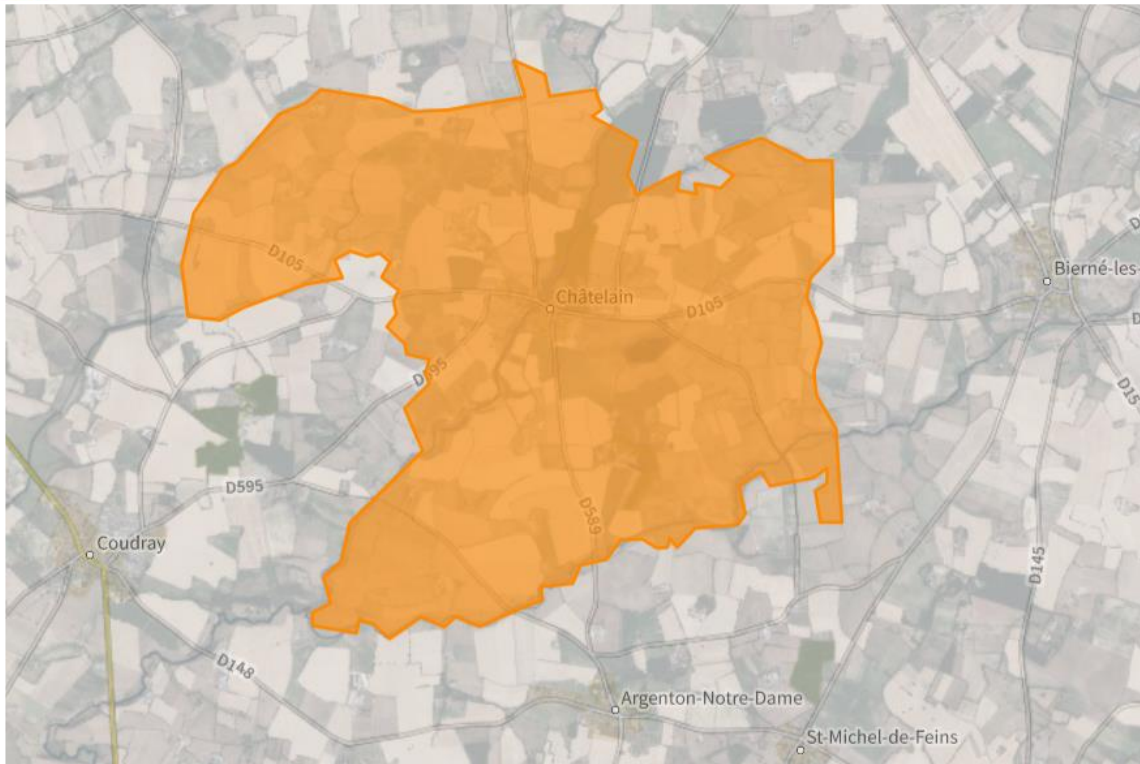 D105
Bierné-les-
D
Châtelain
D105
D
D595
D15
D595
D589
Coudray
D145
D148
Argenton-Notre-Dame
St-Michel-de-Feins